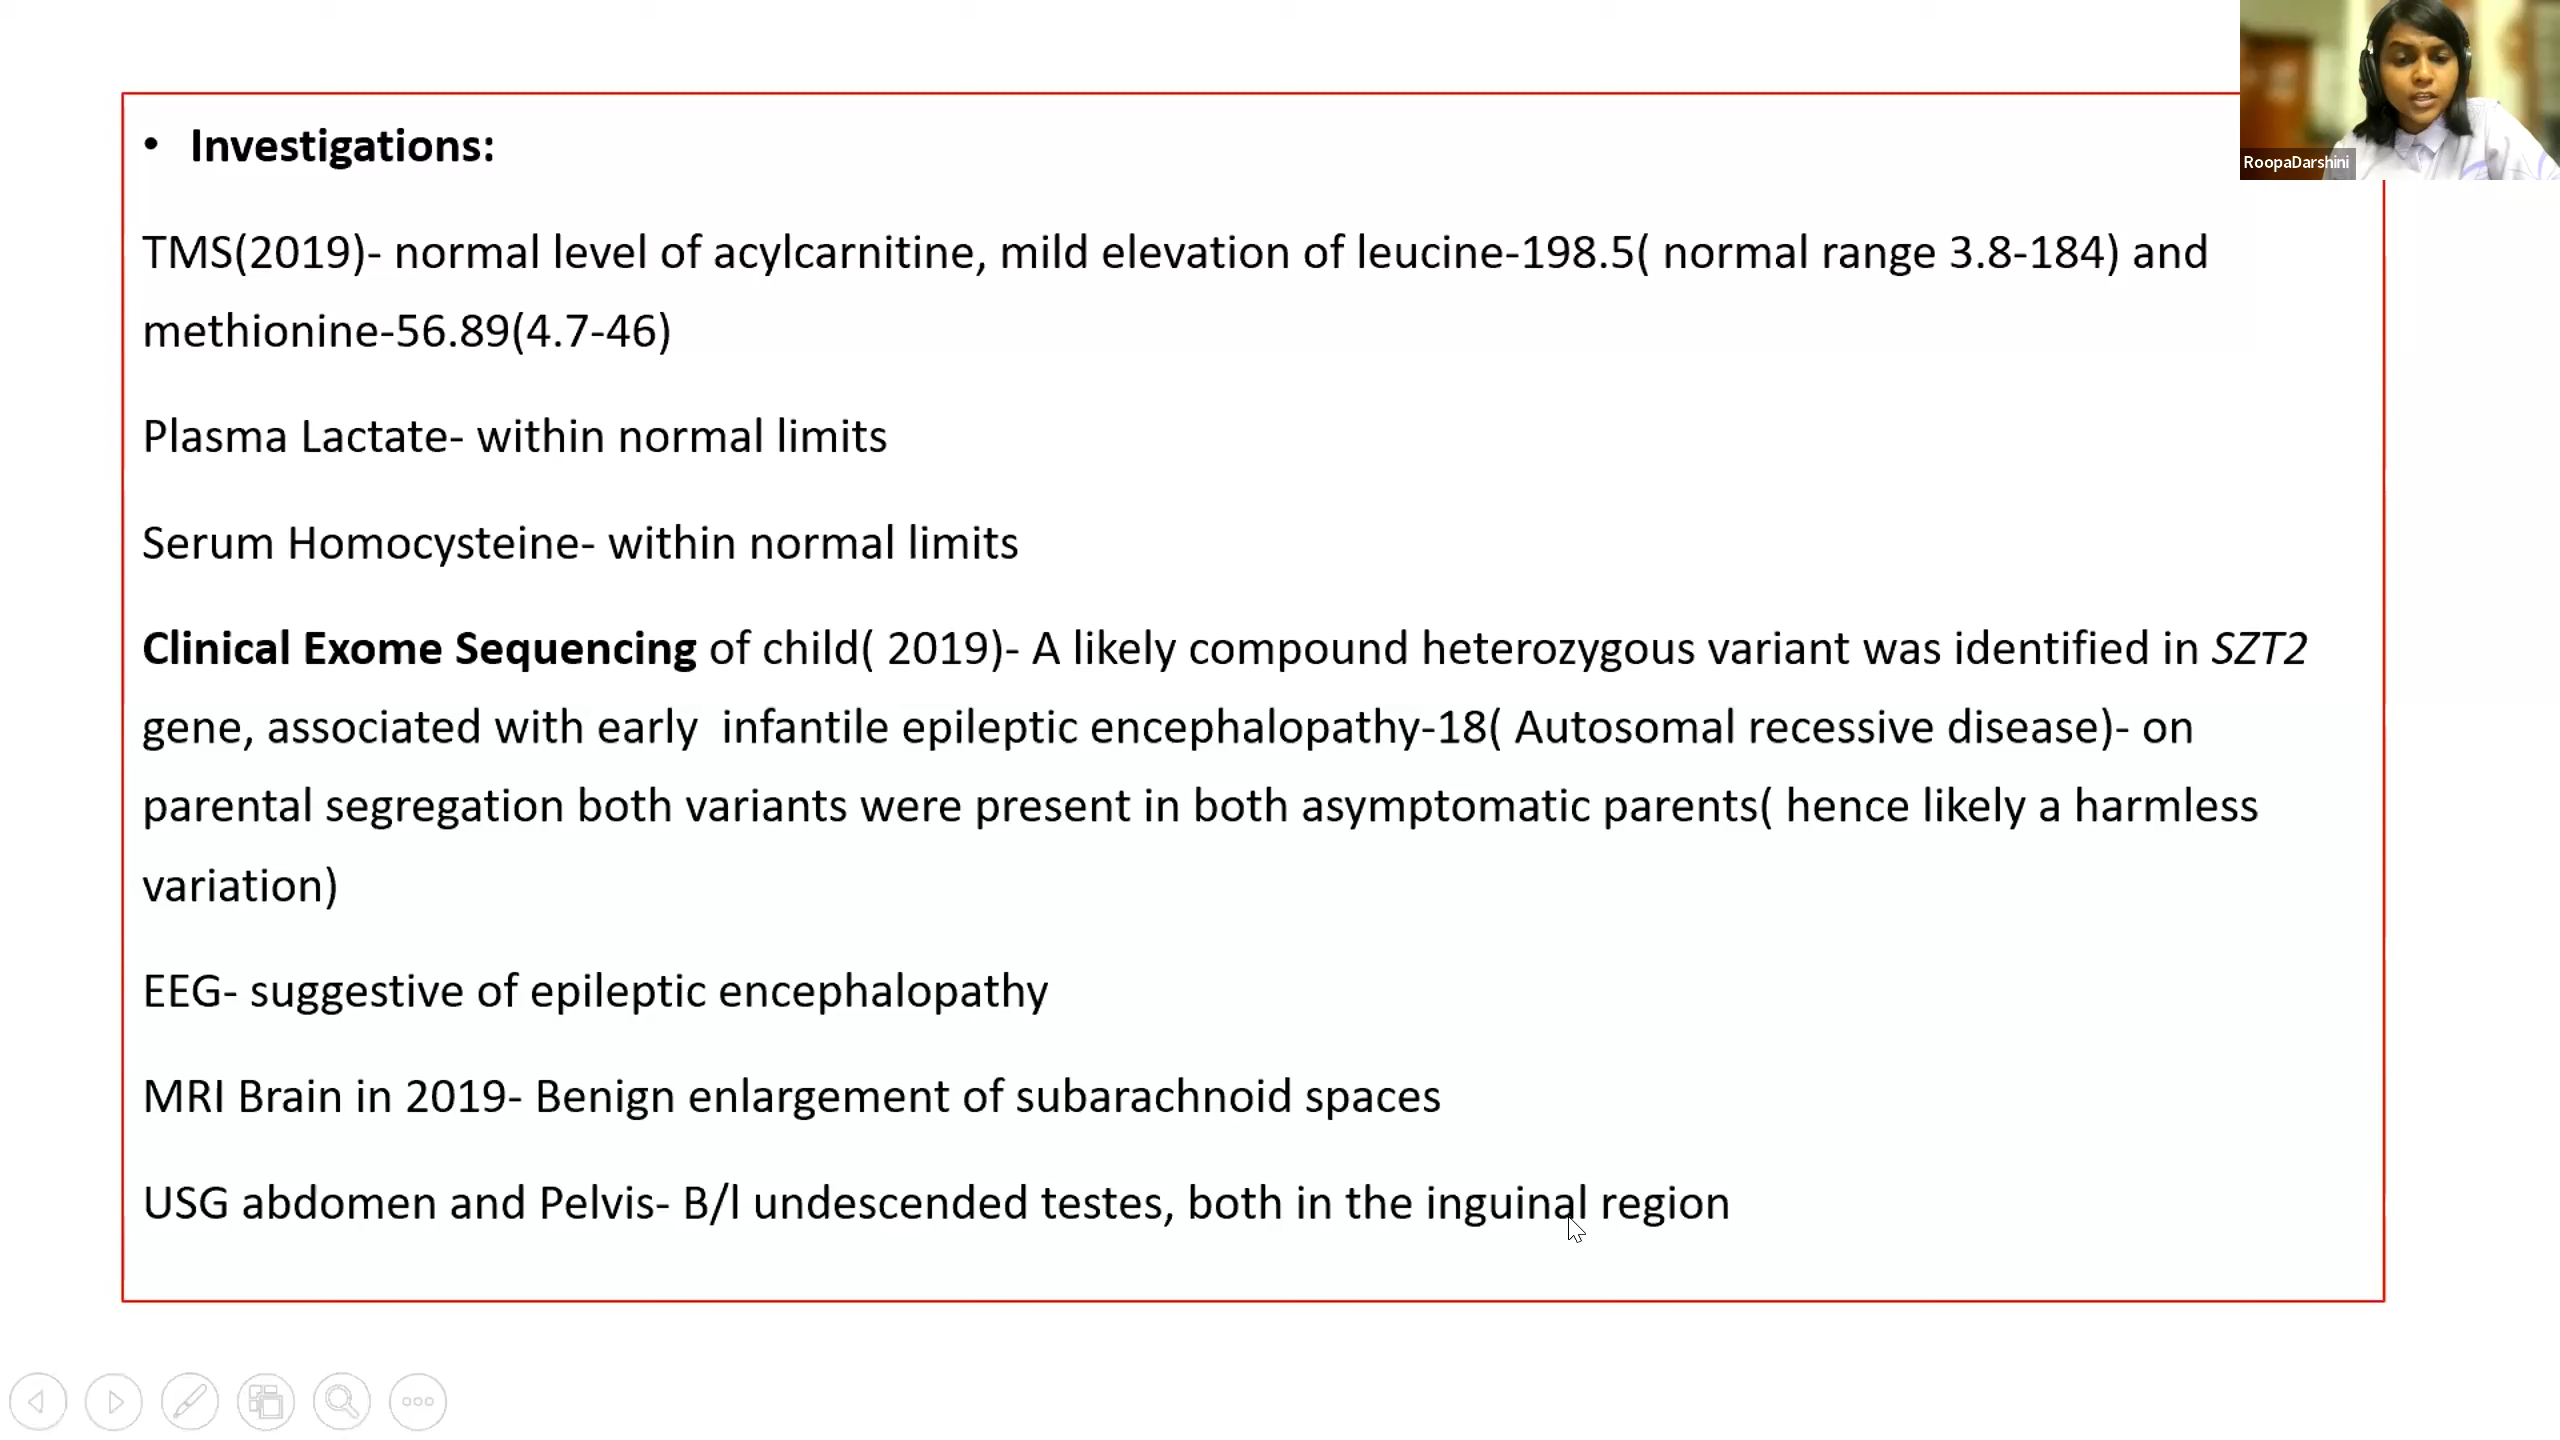 • Investigations:
TMS(2019)- normal level of acylcarnitine, mild elevation of leucine-198.5( normal range 3.8-184) and
methionine-56.89(4.7-46)
Plasma Lactate- within normal limits
Serum Homocysteine- within normal limits
Clinical Exome Sequencing of child( 2019)- A likely compound heterozygous variant was identified in SZT2
gene, associated with early  infantile epileptic encephalopathy-18( Autosomal recessive disease)- on
parental segregation both variants were present in both asymptomatic parents( hence likely a harmless
variation)
EEG- suggestive of epileptic encephalopathy
MRI Brain in 2019- Benign enlargement of subarachnoid spaces
USG abdomen and Pelvis- B/l undescended testes, both in the inguinal region
RoopaDarshini